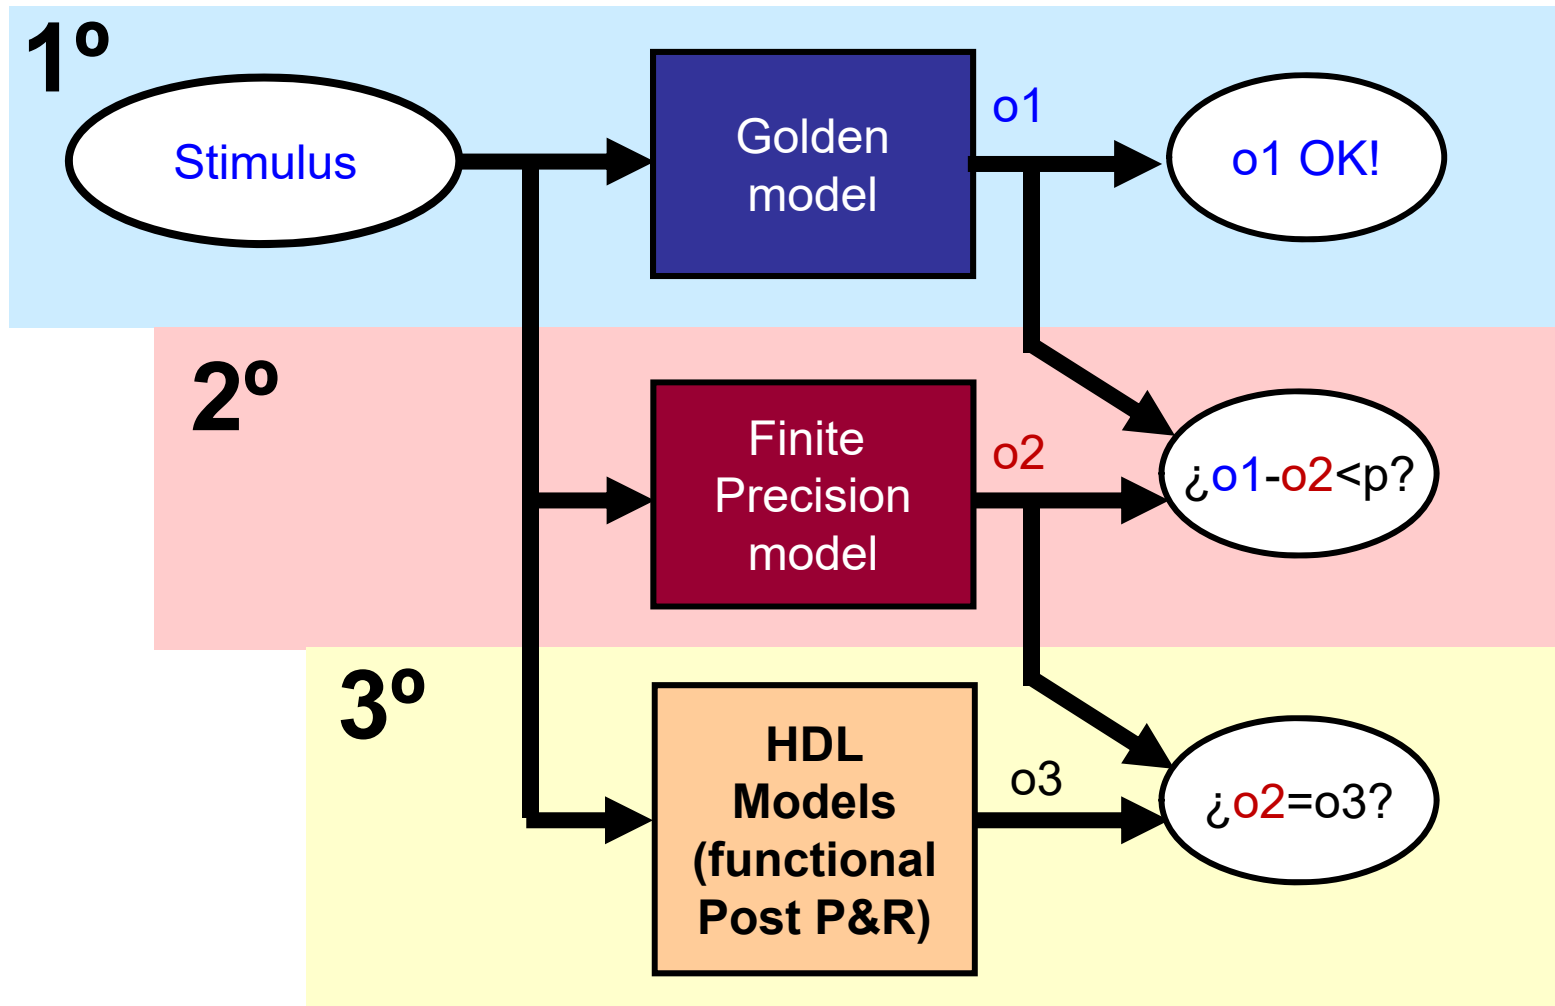 1º
Stimulus
Golden
model
o1
o1 OK!
2º
Finite
Precision
model
o2
¿o1-o2<p?
3º
HDL
Models
(functional
Post P&R)
o3
¿o2=o3?